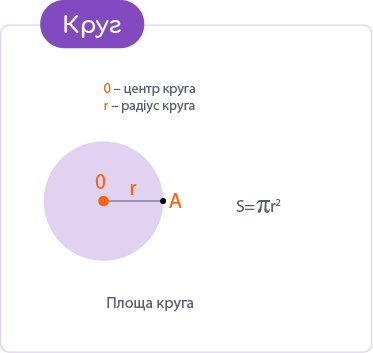 Круг
0 – центр круга
r – радіус круга
0
r
A
S=πr²
Площа круга